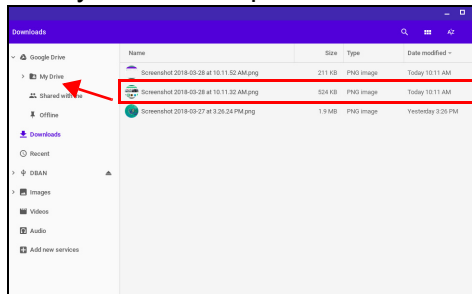 Downloads
Google Drive
My Drive
Shared with me
Offline
Downloads
Recent
DBAN
Images
Videos
Audio
Add new services
Name Size Type Date modified
Screenshot 2018-03-28 at 10.11.52 AM.png 211 KB PNG image Today 10:11 AM
Screenshot 2018-03-28 at 10.11.32 AM.png 524 KB PNG image Today 10:11 AM
Screenshot 2018-03-27 at 3.26.24 PM.png 1.9 MB PNG image Yesterday 3:26 PM